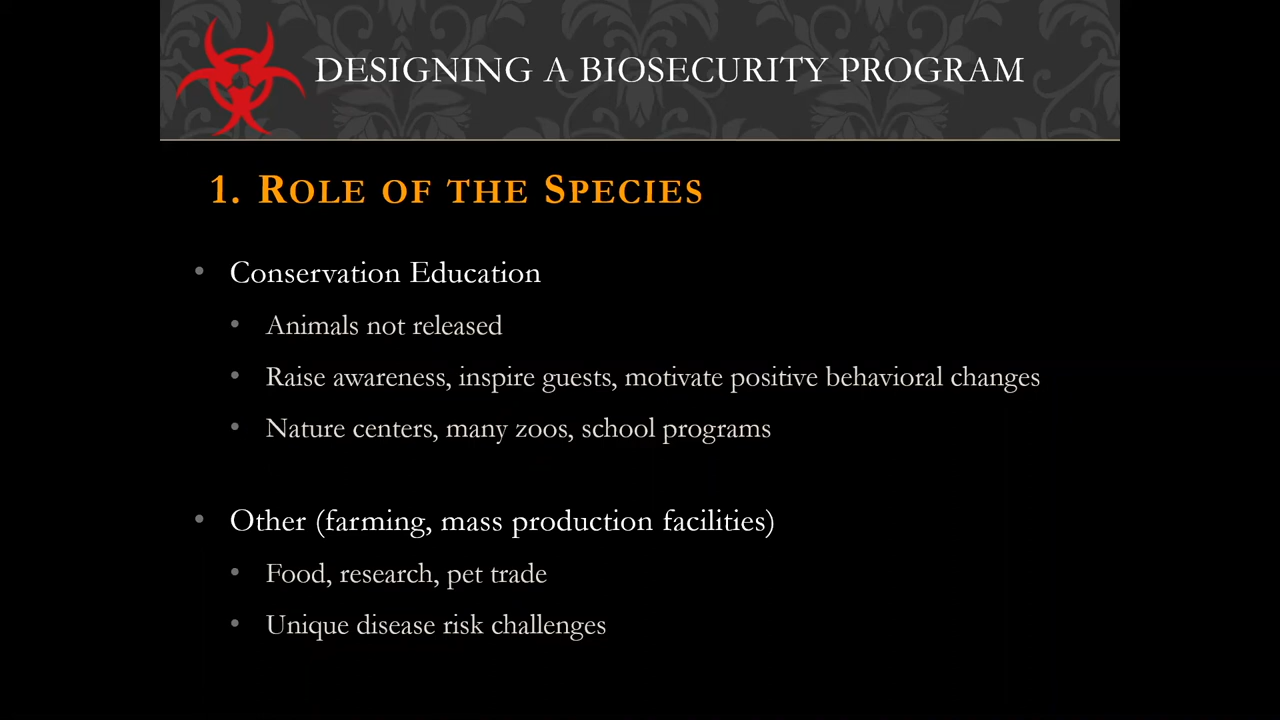 DESIGNING A BIOSECURITY PROGRAM
1. ROLE OF THE SPECIES
• Conservation Education
• Animals not released
• Raise awareness, inspire guests, motivate positive behavioral changes
• Nature centers, many zoos, school programs
• Other (farming, mass production facilities)
• Food, research, pet trade
• Unique disease risk challenges